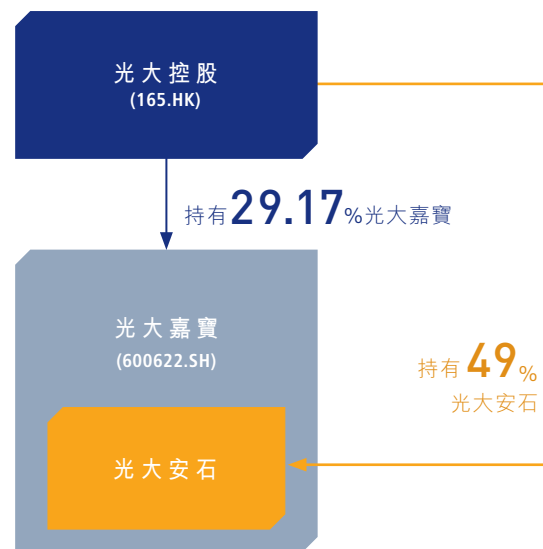 光大控股
(165.HK)
持有29.17%光大嘉寶
光大嘉寶
(600622.SH)
持有49%
光大安石
光大安石